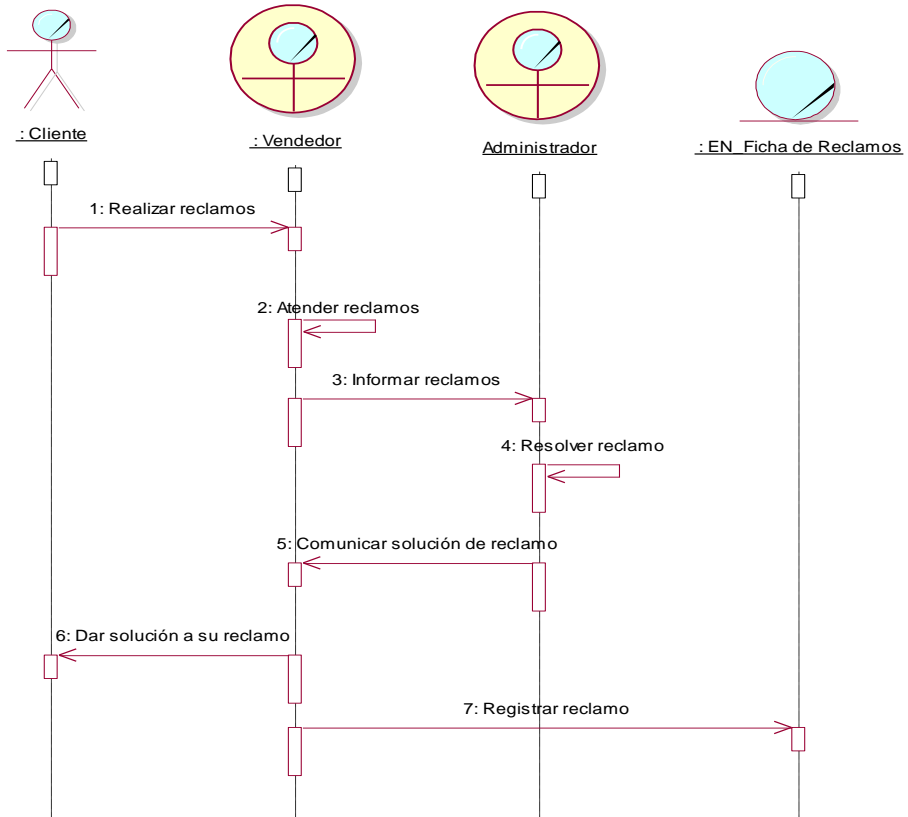 : Cliente
: Vendedor
Administrador
: EN_Ficha de Reclamos
1: Realizar reclamos
2: Atender reclamos
3: Informar reclamos
4: Resolver reclamo
5: Comunicar solución de reclamo
6: Dar solución a su reclamo
7: Registrar reclamo